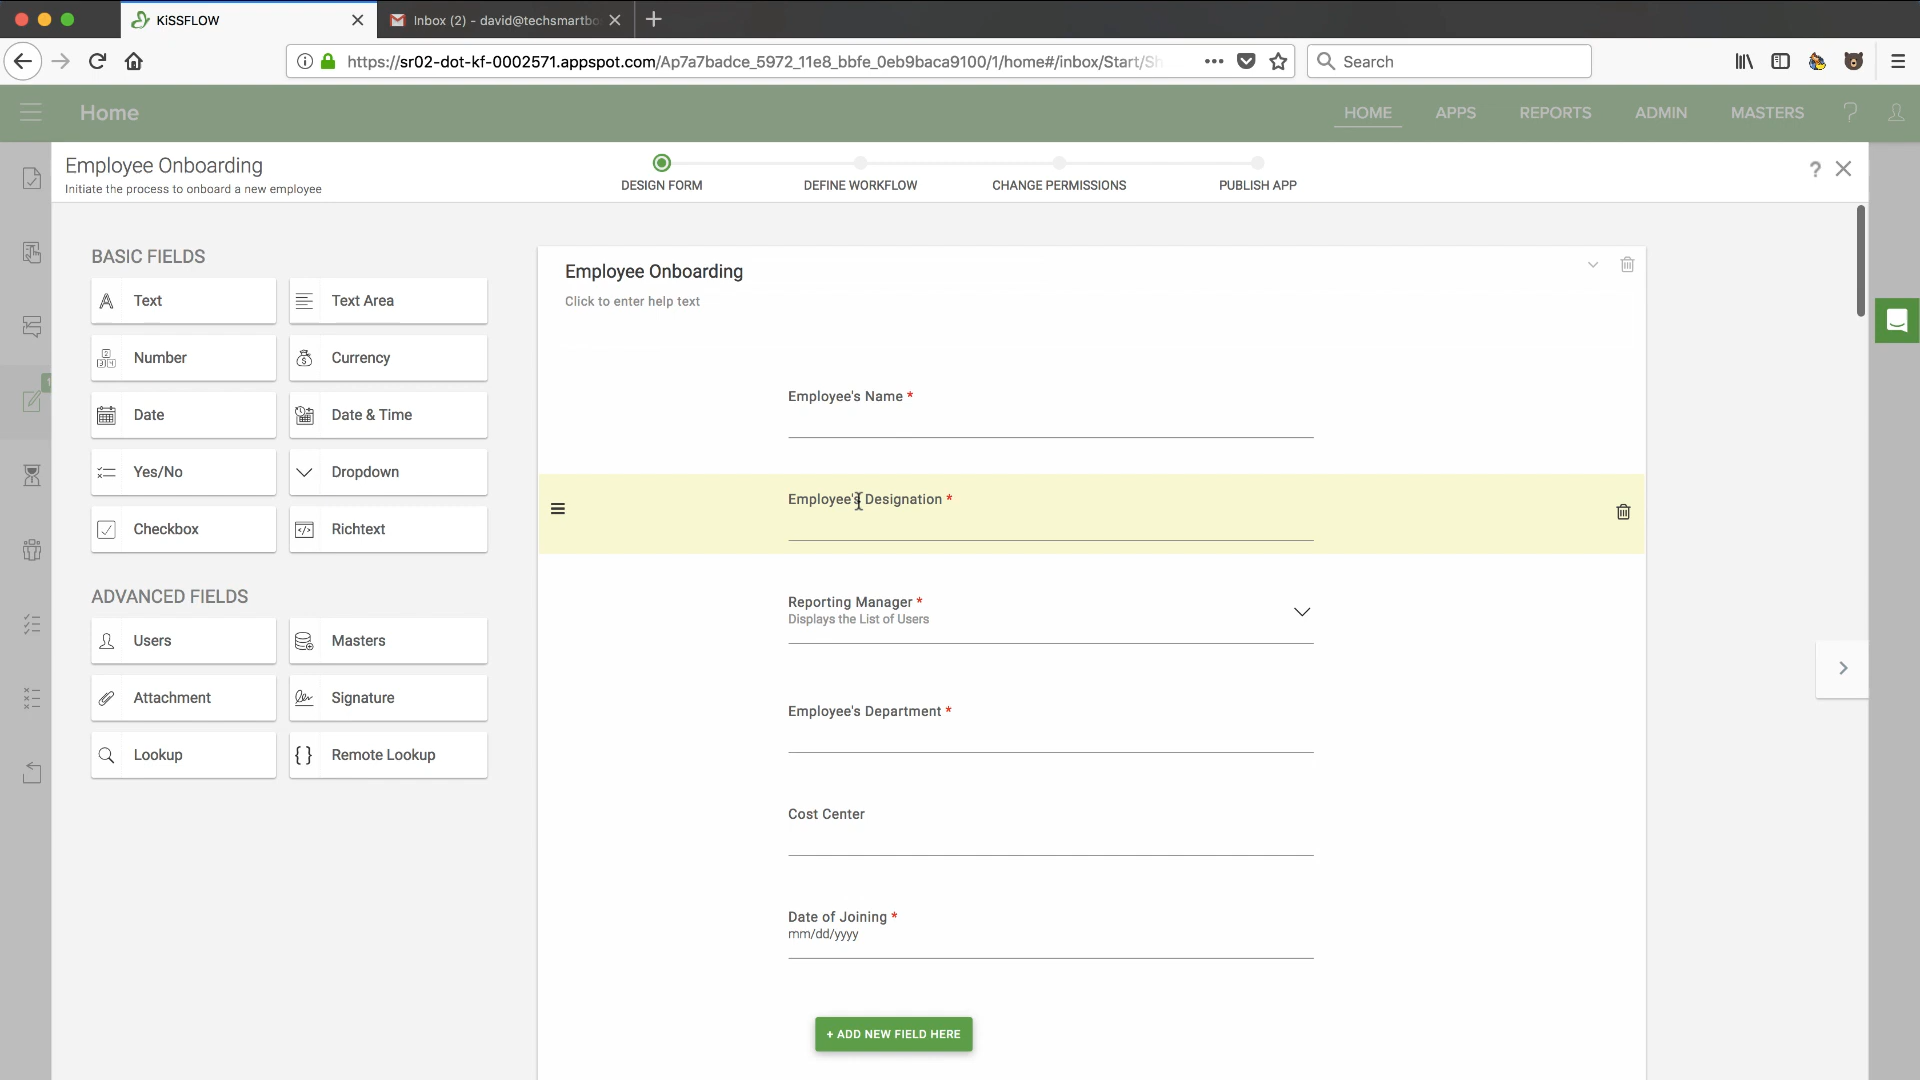 KiSSFLOW
Inbox (2) - david@techsmartbo
https://sr02-dot-kf-0002571.appspot.com/Ap7a7badce_5972_11e8_bbfe_0eb9baca9100/1/home#/inbox/Start/Sh
Search
Home
HOME
APPS
REPORTS
ADMIN
MASTERS
Employee Onboarding
Initiate the process to onboard a new employee
DESIGN FORM
DEFINE WORKFLOW
CHANGE PERMISSIONS
PUBLISH APP
BASIC FIELDS
Text
Text Area
Number
Currency
Date
Date & Time
Yes/No
Dropdown
Checkbox
Richtext
ADVANCED FIELDS
Users
Masters
Attachment
Signature
Lookup
Remote Lookup
Employee Onboarding
Click to enter help text
Employee's Name *
Employee's Designation *
Reporting Manager *
Displays the List of Users
Employee's Department *
Cost Center
Date of Joining *
mm/dd/yyyy
+ ADD NEW FIELD HERE